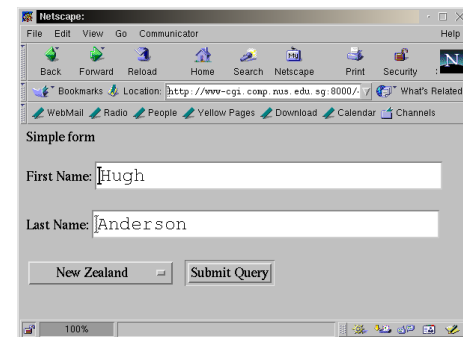 Netscape:
File Edit View Go Communicator Help
Back Forward Reload Home Search Netscape Print Security
Bookmarks Location: http://www-cgi.comp.nus.edu.sg:8000/- What's Related
WebMail Radio People Yellow Pages Download Calendar Channels
Simple form
First Name: Hugh
Last Name: Anderson
New Zealand Submit Query
100%